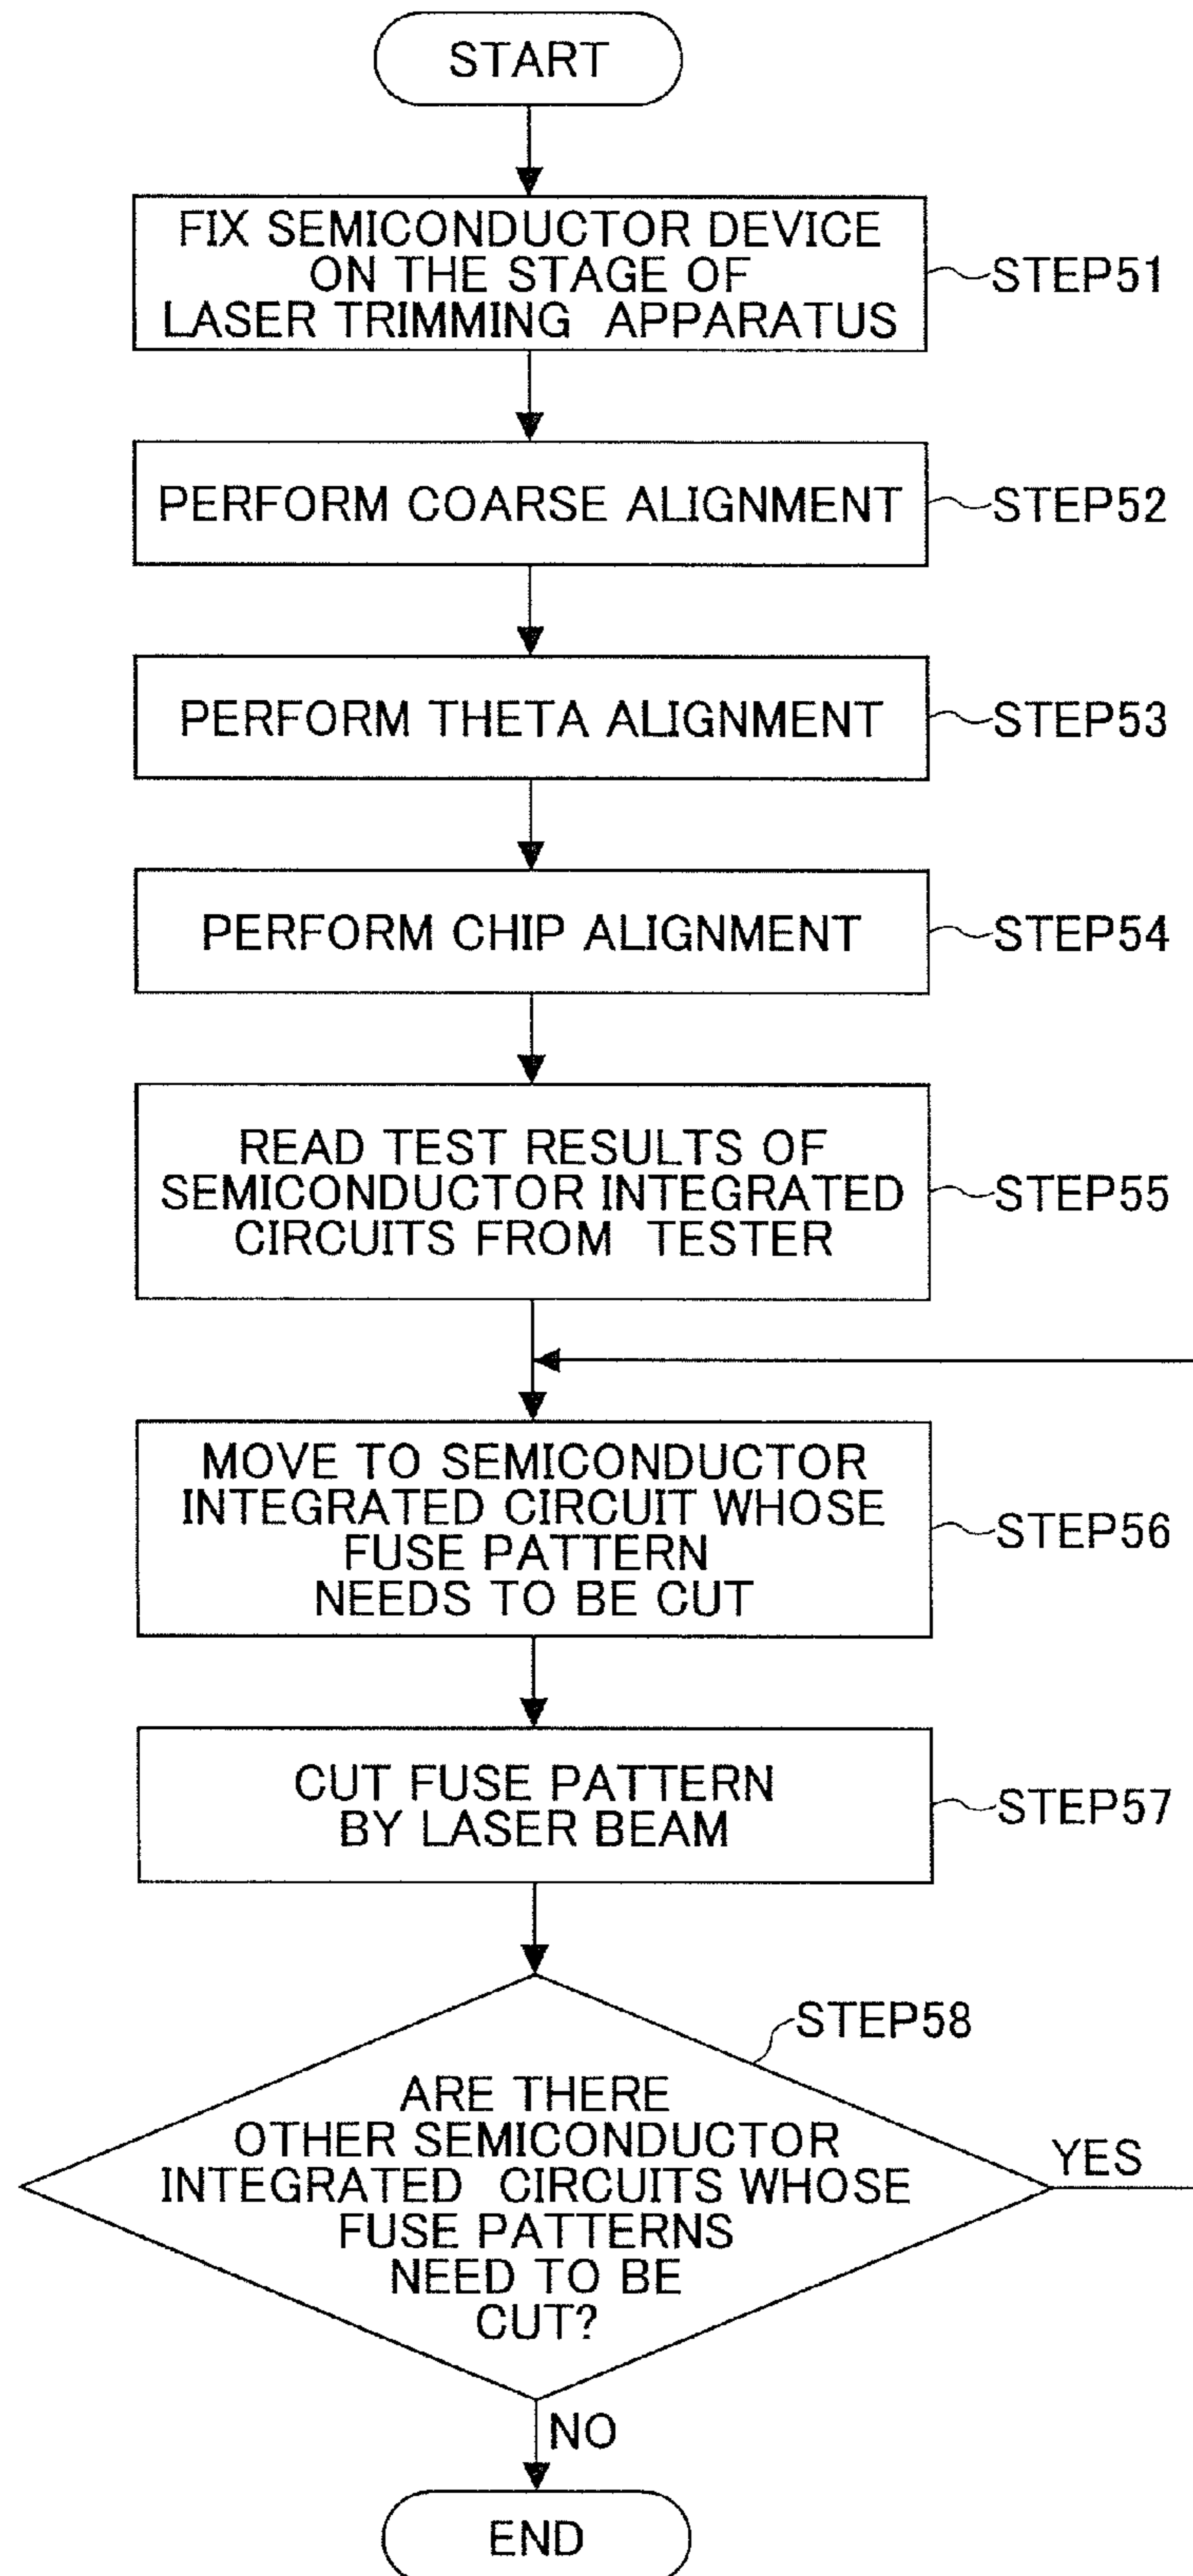 START
FIX SEMICONDUCTOR DEVICE
ON THE STAGE OF
LASER TRIMMING APPARATUS
STEP51
PERFORM COARSE ALIGNMENT
STEP52
PERFORM THETA ALIGNMENT
STEP53
PERFORM CHIP ALIGNMENT
STEP54
READ TEST RESULTS OF
SEMICONDUCTOR INTEGRATED
CIRCUITS FROM TESTER
STEP55
MOVE TO SEMICONDUCTOR
INTEGRATED CIRCUIT WHOSE
FUSE PATTERN
NEEDS TO BE CUT
STEP56
CUT FUSE PATTERN
BY LASER BEAM
STEP57
STEP58
ARE THERE
OTHER SEMICONDUCTOR
INTEGRATED CIRCUITS WHOSE
FUSE PATTERNS
NEED TO BE
CUT?
YES
NO
END